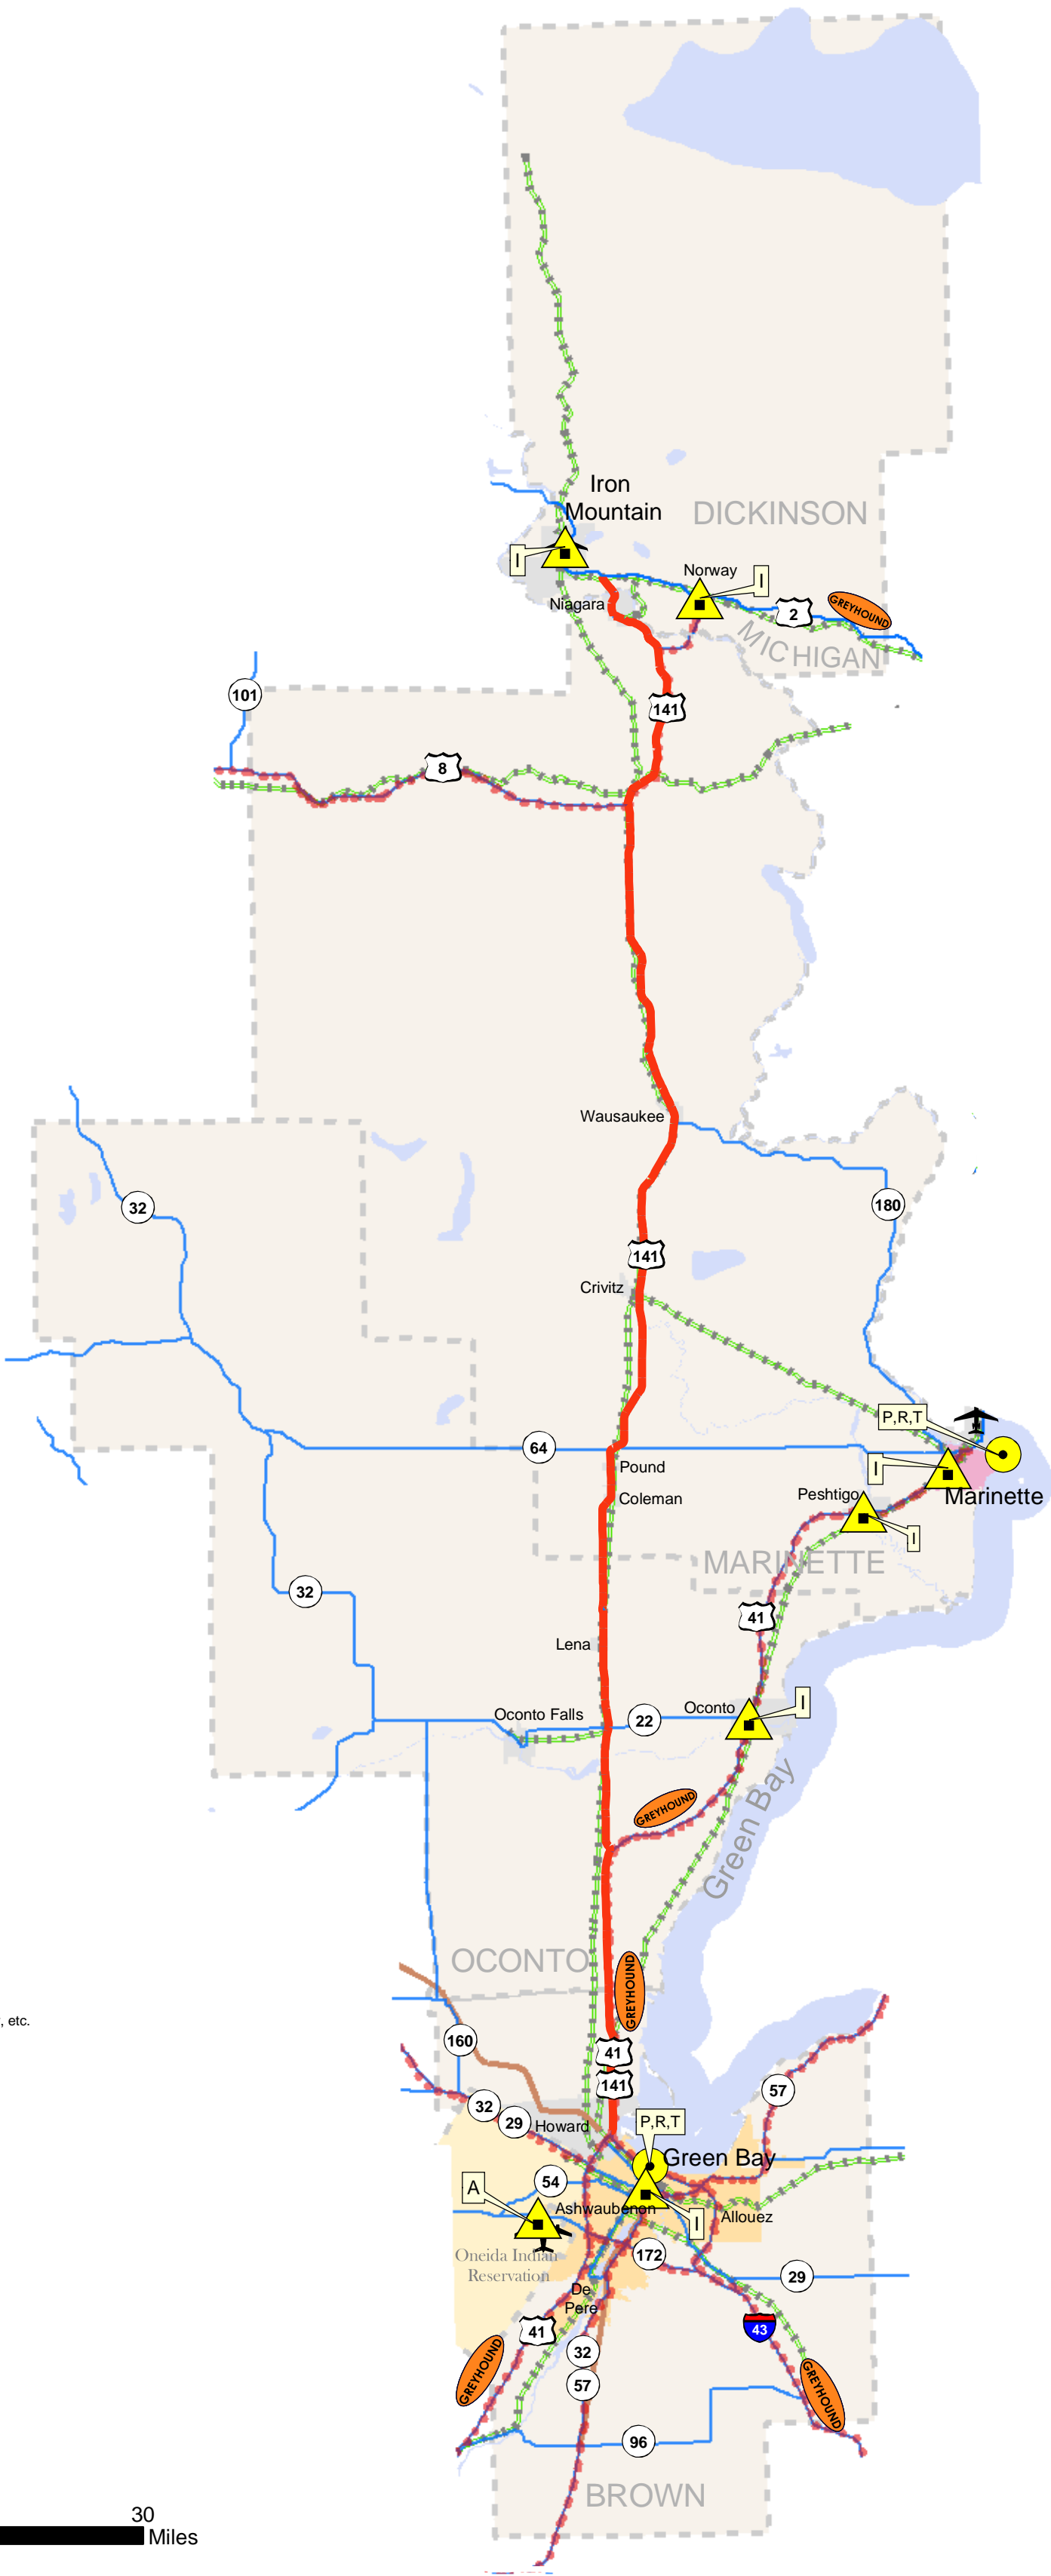 Iron
Mountain
DICKINSON
I
Norway
I
Niagara
2
GREYHOUND
MICHIGAN
101
141
8
Wausaukee
32
180
141
Crivitz
P,R,T
64
I
Pound
Coleman
Peshtigo
Marinette
I
MARINETTE
32
41
Lena
I
Oconto Falls
22
Oconto
GREYHOUND
Green Bay
OCONTO
GREYHOUND
, etc.
160
41
141
57
32
29
Howard
P,R,T
Green Bay
54
A
Ashwaubenon
Allouez
I
Oneida Indian
Reservation
172
29
De
Pere
41
43
32
GREYHOUND
GREYHOUND
57
96
BROWN
30
Miles